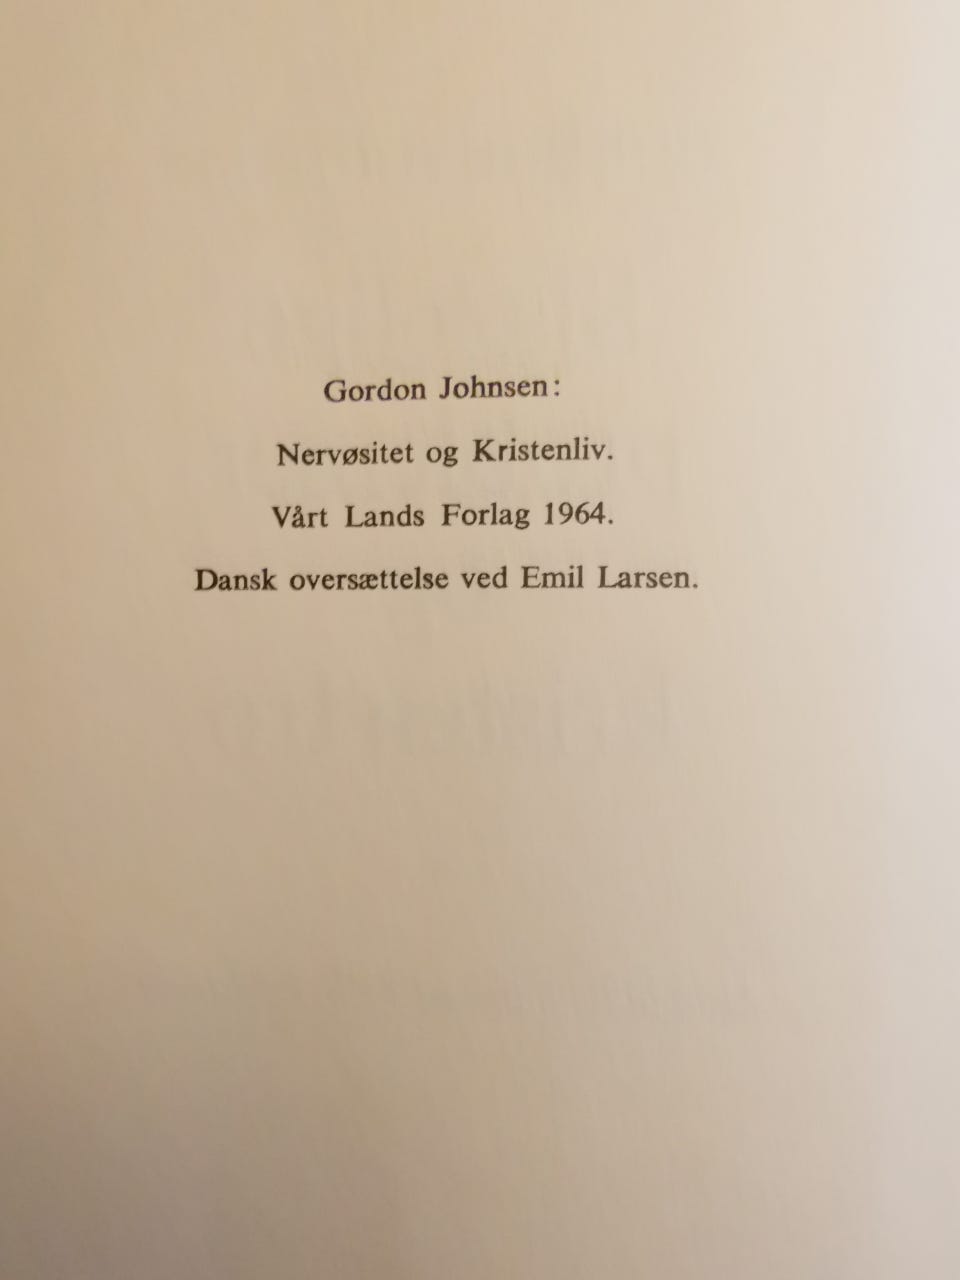 Gordon Johnsen:
Nervøsitet og Kristenliv.
Vårt Lands Forlag 1964.
Dansk oversættelse ved Emil Larsen.